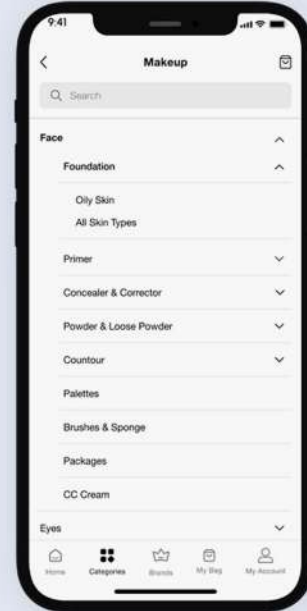 9:41
Makeup
Search
Face
Foundation
Oily Skin
All Skin Types
Primer
Concealer & Corrector
Powder & Loose Powder
Countour
Palettes
Brushes & Sponge
Packages
CC Cream
Eyes
Home Categories Brands My Bag My Account